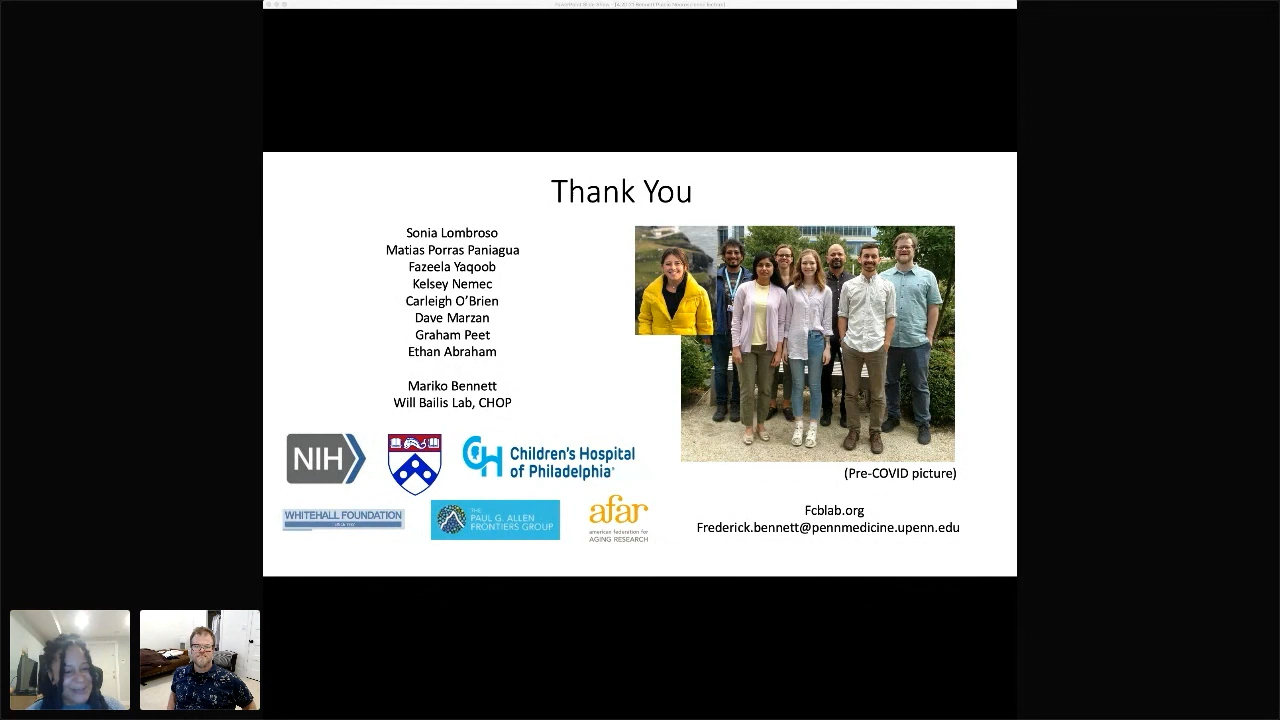 Thank You
Sonia Lombroso
Matias Porras Paniagua
Fazeela Yaqoob
Kelsey Nemec
Carleigh O’Brien
Dave Marzan
Graham Peet
Ethan Abraham
Mariko Bennett
Will Bailis Lab, CHOP
NIH
Children's Hospital
of Philadelphia
WHITEHALL FOUNDATION
THE
PAUL G. ALLEN
FRONTIERS GROUP
afar
american federation for
AGING RESEARCH
(Pre-COVID picture)
Fcblab.org
Frederick.bennett@pennmedicine.upenn.edu